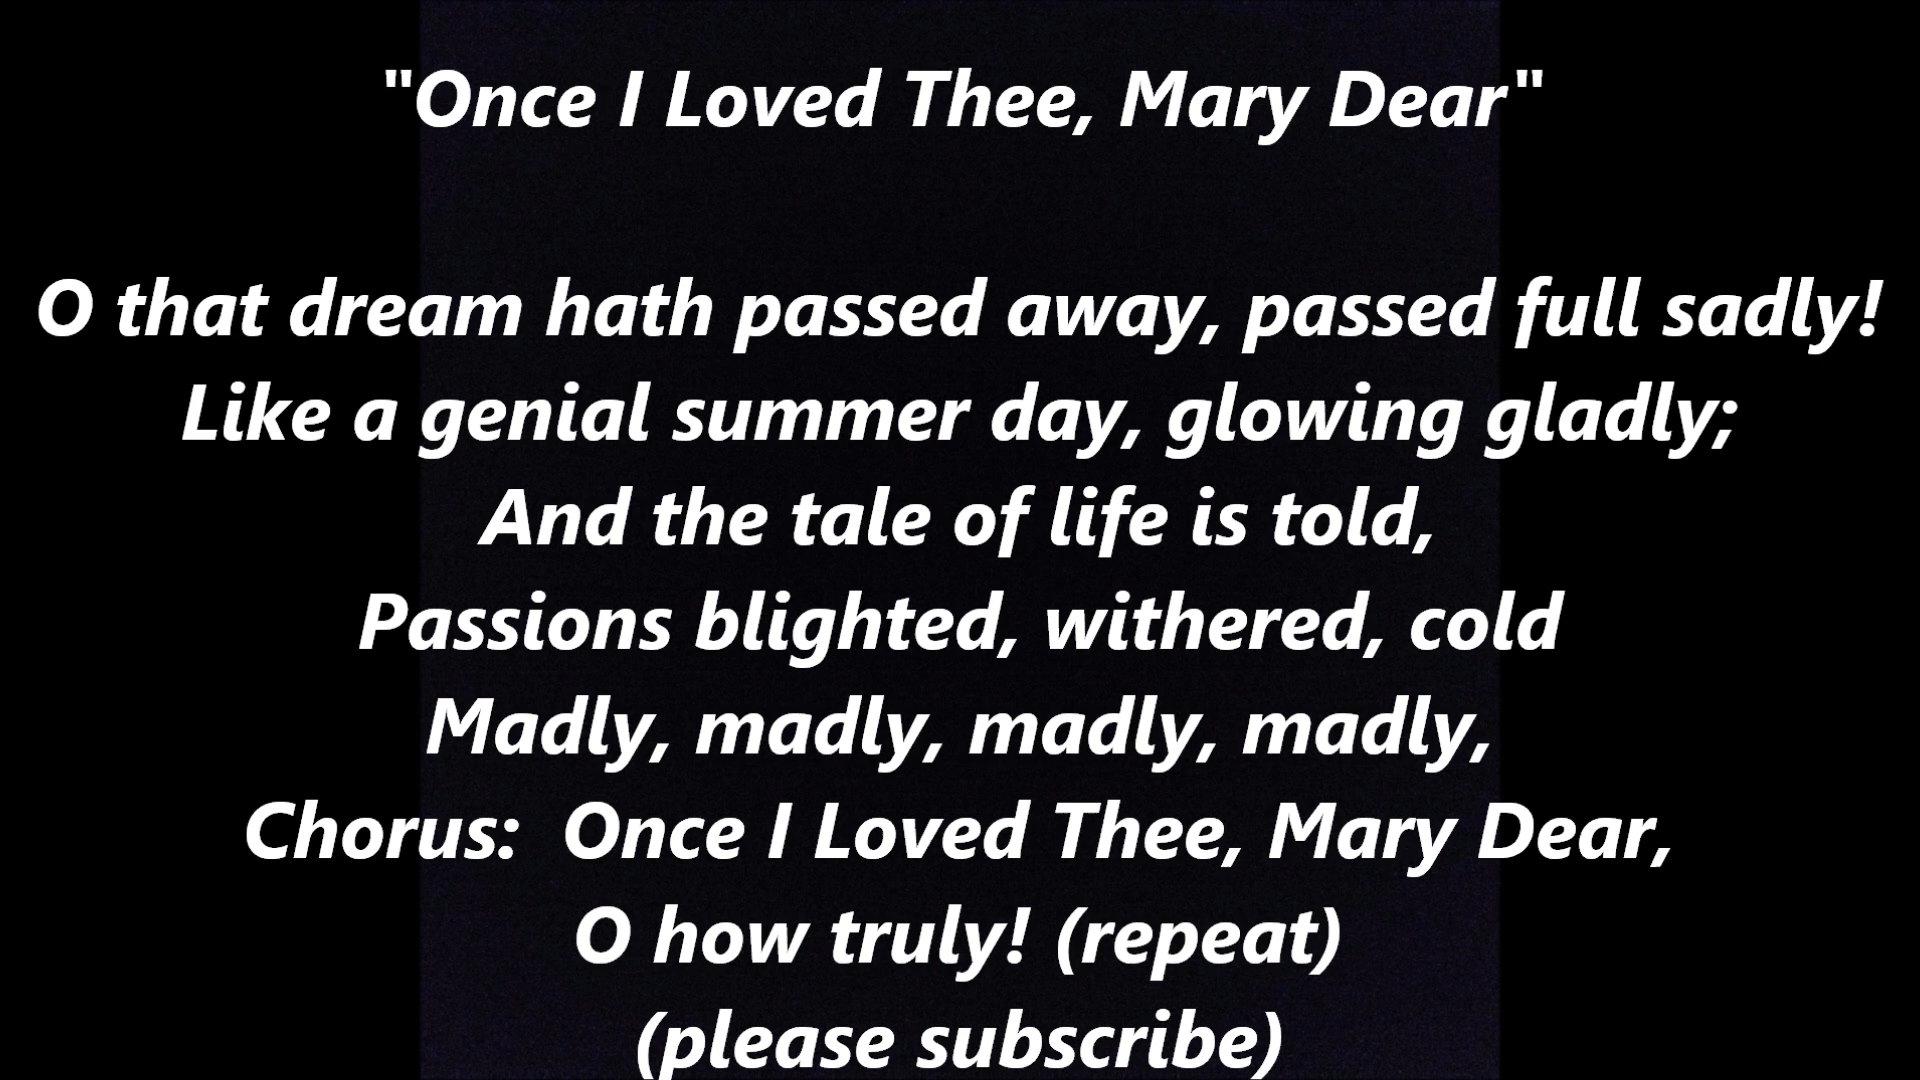 "Once I Loved Thee, Mary Dear"
O that dream hath passed away, passed full sadly!
Like a genial summer day, glowing gladly;
And the tale of life is told,
Passions blighted, withered, cold
Madly, madly, madly, madly,
Chorus:  Once I Loved Thee, Mary Dear,
O how truly! (repeat)
(please subscribe)